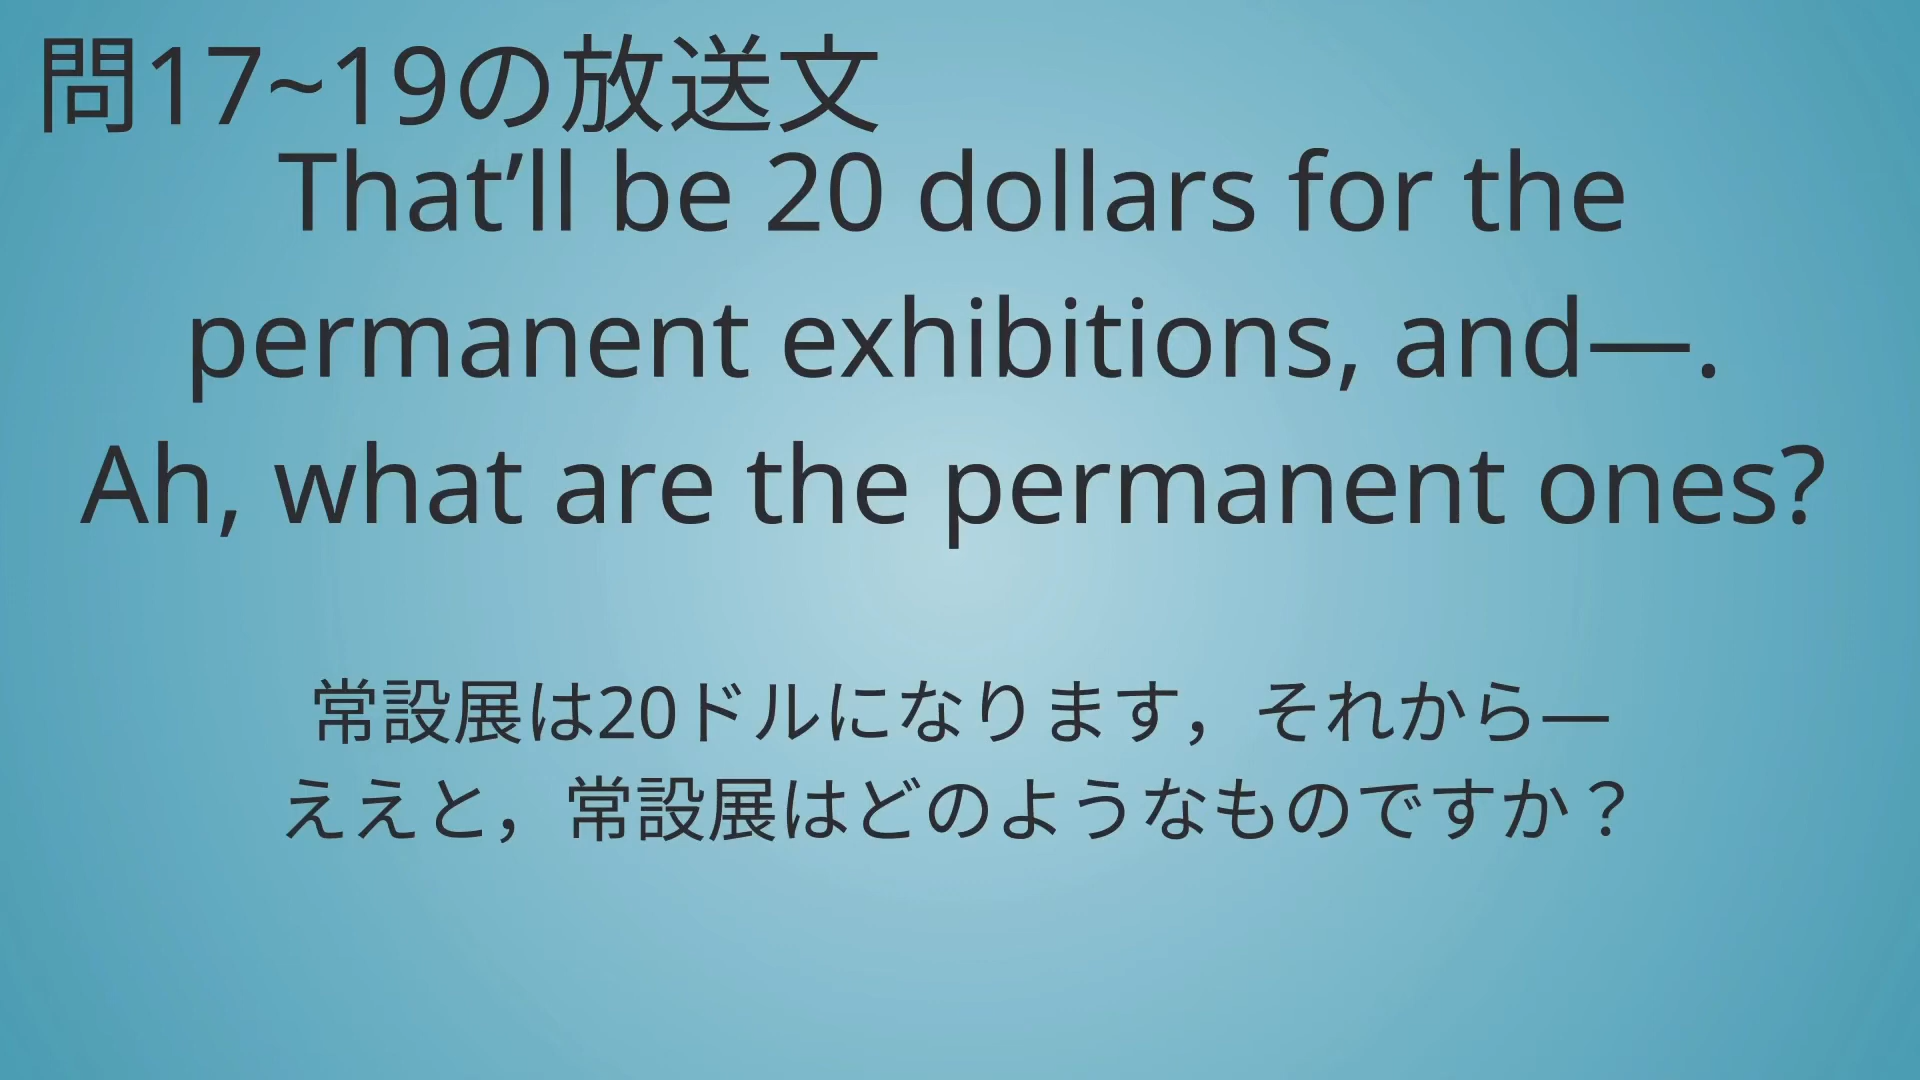 問17~19の放送文
That’ll be 20 dollars for the
permanent exhibitions, and—.
Ah, what are the permanent ones?
常設展は20ドルになります，それから—
ええと，常設展はどのようなものですか？